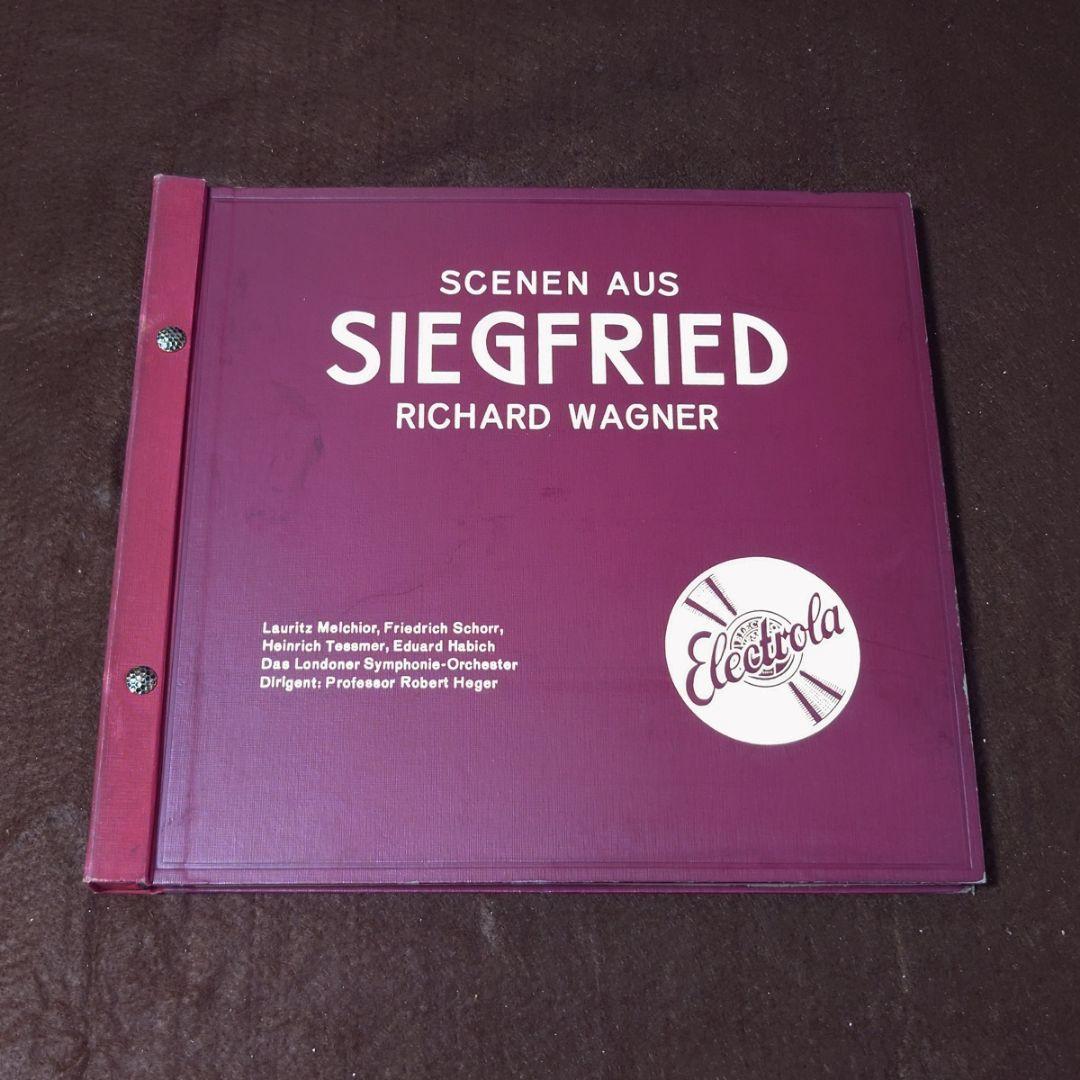 SCENEN AUS
SIEGFRIED
RICHARD WAGNER
Lauritz Melchior, Friedrich Schorr,
Heinrich Tessmer, Eduard Habich
Das Londoner Symphonie-Orchester
Dirigent: Professor Robert Heger
Electrola